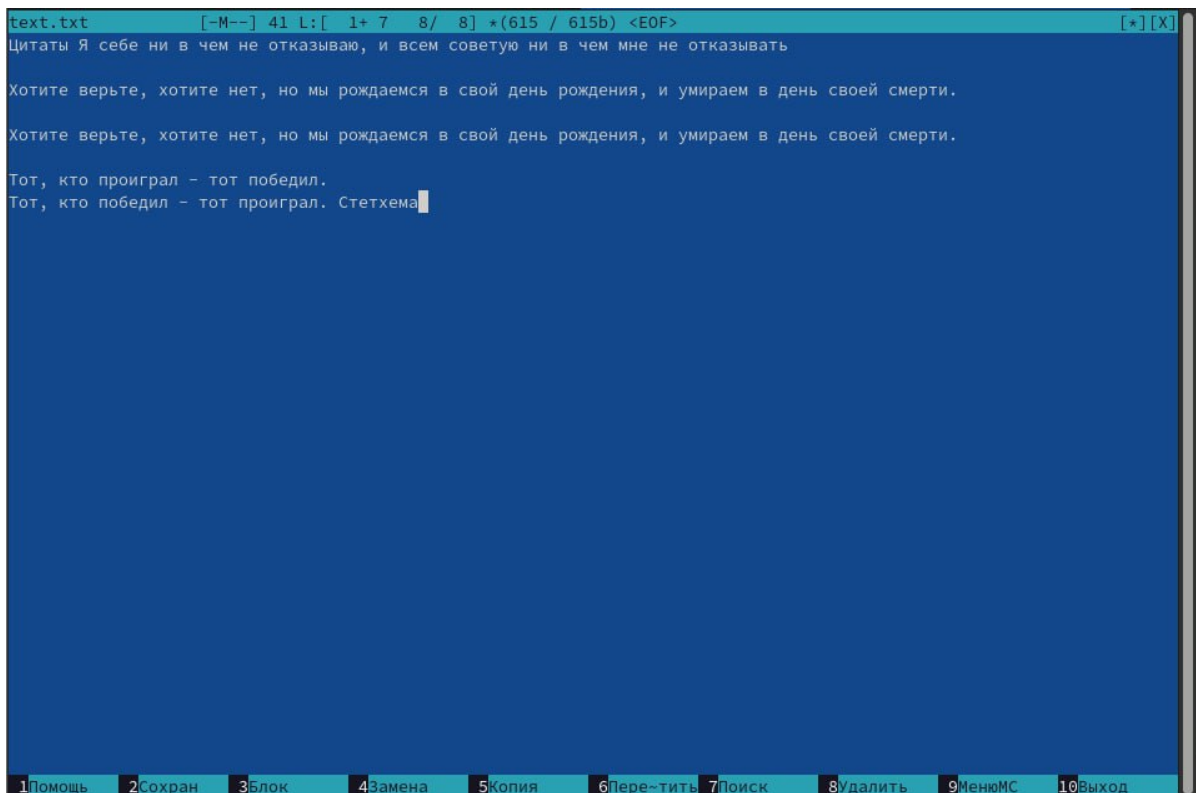 text.txt [-M--] 41 L:[ 1+ 7 8/ 8] *(615 / 615b) <EOF> [*][X]
Цитаты Я себе ни в чем не отказываю, и всем советую ни в чем мне не отказывать
Хотите верьте, хотите нет, но мы рождаемся в свой день рождения, и умираем в день своей смерти.
Хотите верьте, хотите нет, но мы рождаемся в свой день рождения, и умираем в день своей смерти.
Тот, кто проиграл – тот победил.
Тот, кто победил – тот проиграл. Стетхема
1Помощь 2Сохран 3Блок 4Замена 5Копия 6Пере~тить 7Поиск 8Удалить 9МенюMC 10Выход